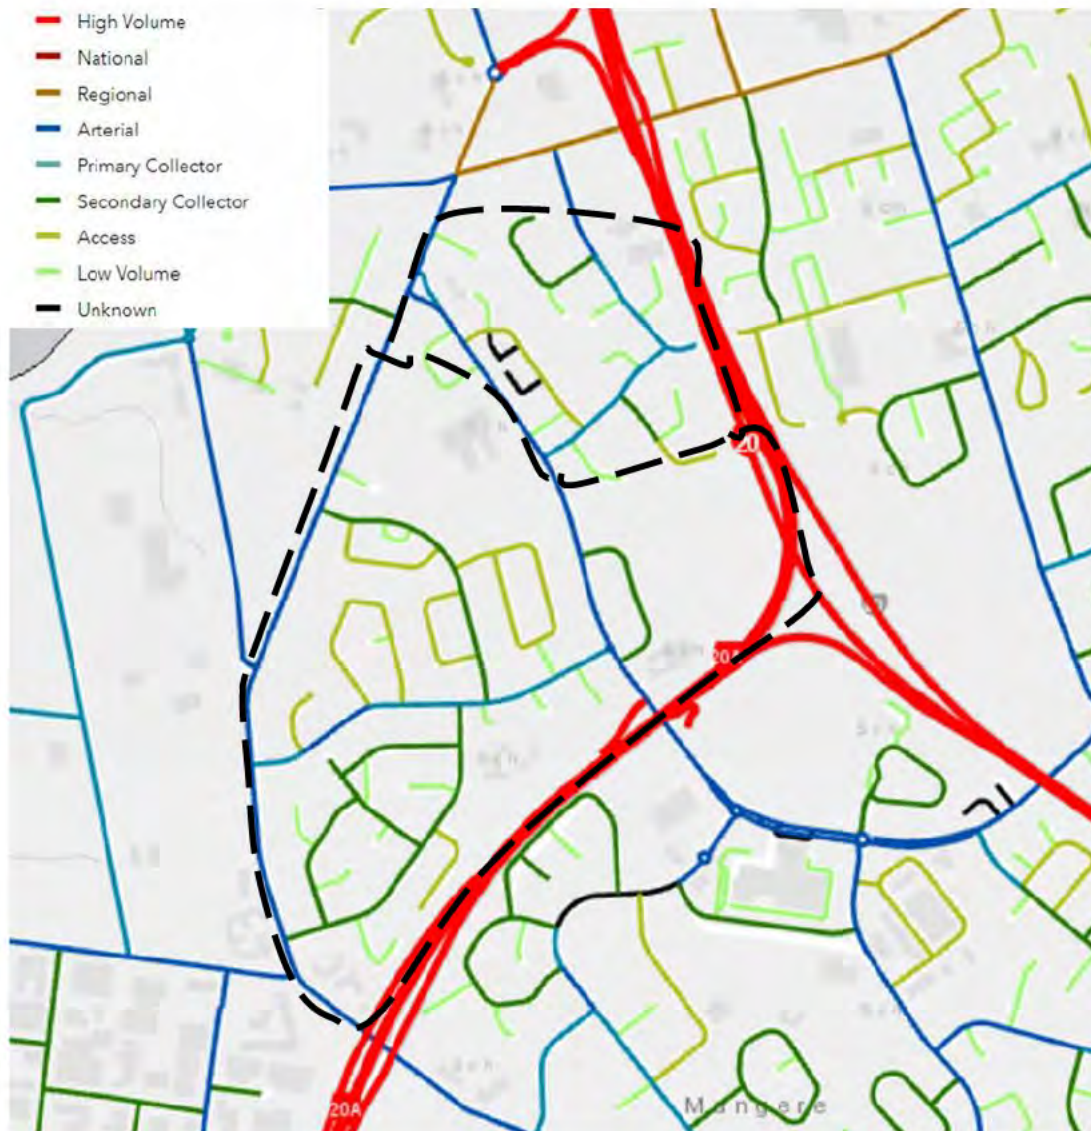 High Volume
National
Regional
Arterial
Primary Collector
Secondary Collector
Access
Low Volume
Unknown
20
20A
20A
Mangere